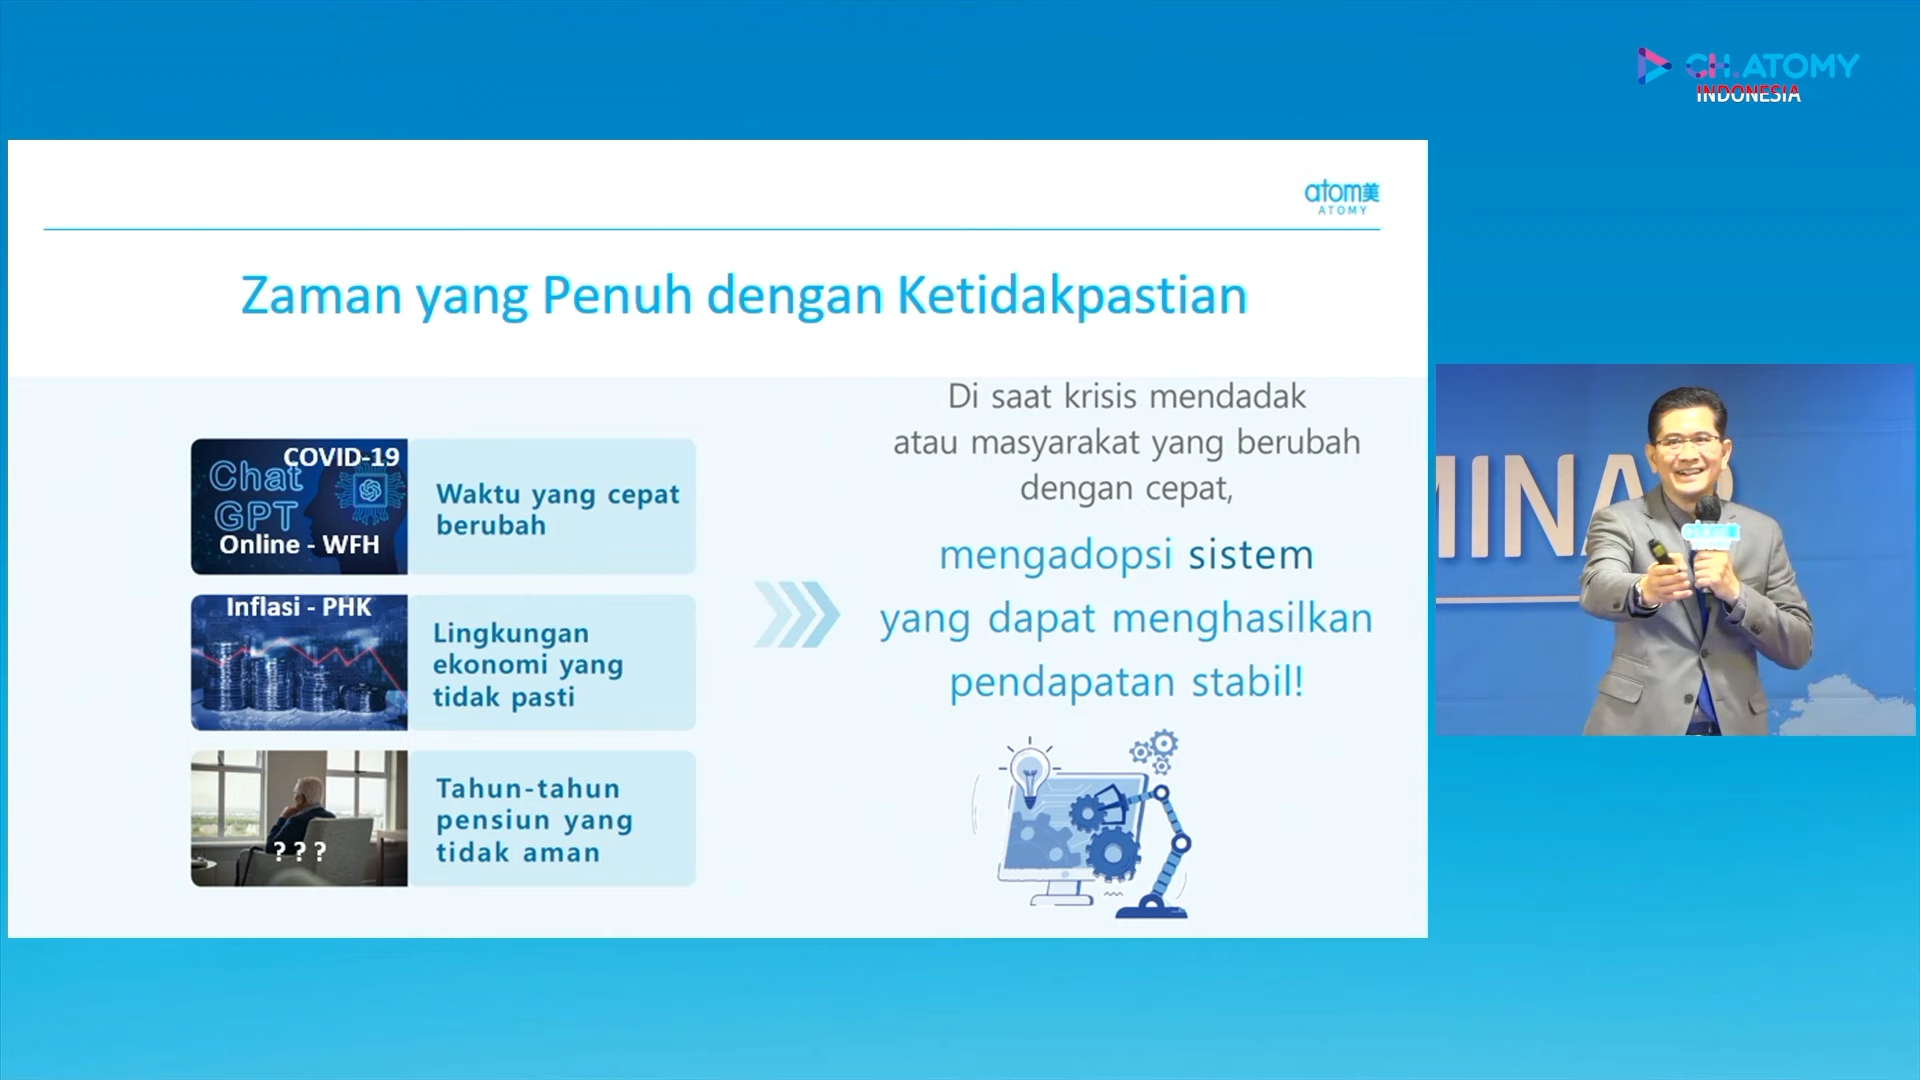 CH.ATOMY
INDONESIA
atom美
ATOMY
Zaman yang Penuh dengan Ketidakpastian
COVID-19
Chat
GPT
Online - WFH
Waktu yang cepat
berubah
Inflasi - PHK
Lingkungan
ekonomi yang
tidak pasti
? ? ?
Tahun-tahun
pensiun yang
tidak aman
Di saat krisis mendadak
atau masyarakat yang berubah
dengan cepat,
mengadopsi sistem
yang dapat menghasilkan
pendapatan stabil!